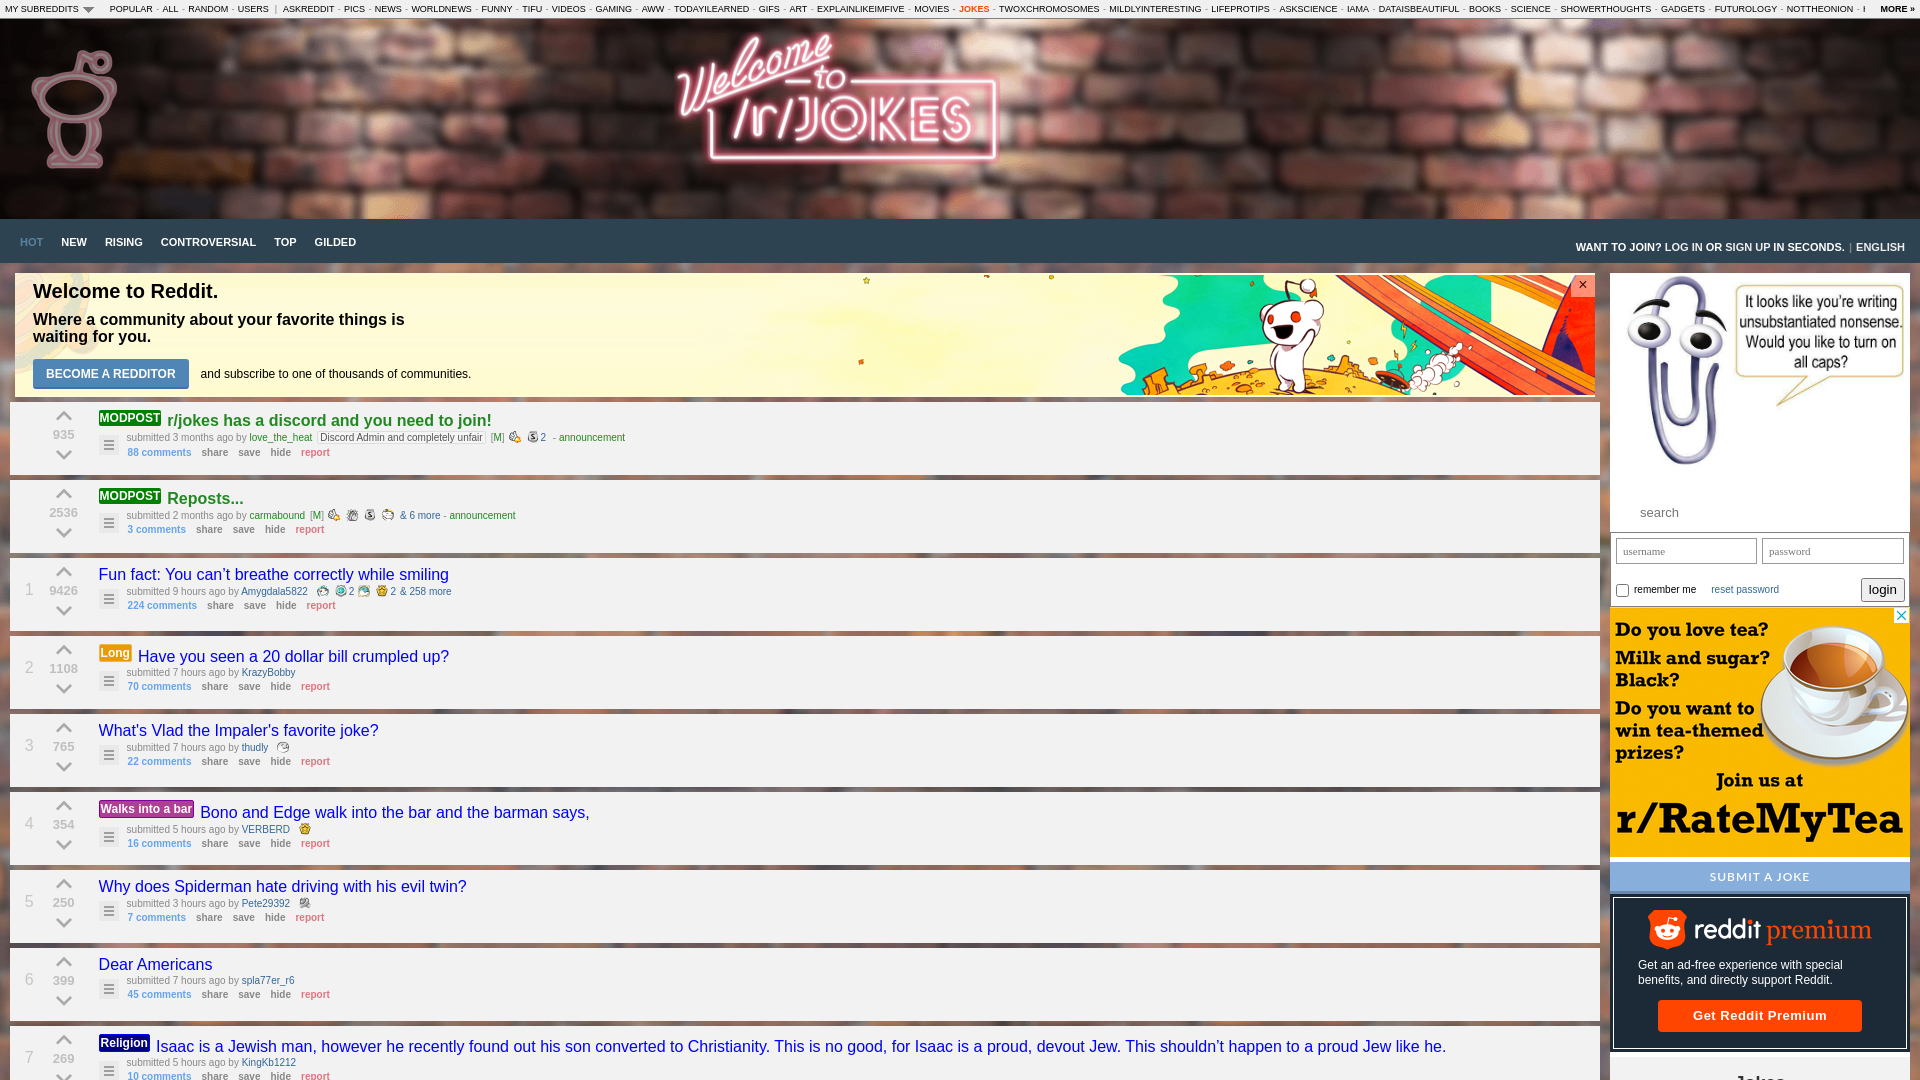 MY SUBREDDITS POPULAR - ALL - RANDOM - USERS | ASKREDDIT - PICS - NEWS - WORLDNEWS - FUNNY - TIFU - VIDEOS - GAMING - AWW - TODAYILEARNED - GIFS - ART - EXPLAINLIKEIMFIVE - MOVIES - JOKES - TWOXCHROMOSOMES - MILDLYINTERESTING - LIFEPROTIPS - ASKSCIENCE - IAMA - DATAISBEAUTIFUL - BOOKS - SCIENCE - SHOWERTHOUGHTS - GADGETS - FUTUROLOGY - NOTTHEONION - MORE »
Welcome
to
/r/JOKES
HOT NEW RISING CONTROVERSIAL TOP GILDED
WANT TO JOIN? LOG IN OR SIGN UP IN SECONDS. | ENGLISH
Welcome to Reddit.
Where a community about your favorite things is
waiting for you.
BECOME A REDDITOR and subscribe to one of thousands of communities.
×
935
MODPOST r/jokes has a discord and you need to join!
submitted 3 months ago by love_the_heat Discord Admin and completely unfair [M] 2 - announcement
88 comments share save hide report
2536
MODPOST Reposts...
submitted 2 months ago by carmabound [M] & 6 more - announcement
3 comments share save hide report
1 9426
Fun fact: You can’t breathe correctly while smiling
submitted 9 hours ago by Amygdala5822 2 2 & 258 more
224 comments share save hide report
2 1108
Long Have you seen a 20 dollar bill crumpled up?
submitted 7 hours ago by KrazyBobby
70 comments share save hide report
3 765
What's Vlad the Impaler's favorite joke?
submitted 7 hours ago by thudly
22 comments share save hide report
4 354
Walks into a bar Bono and Edge walk into the bar and the barman says,
submitted 5 hours ago by VERBERD
16 comments share save hide report
5 250
Why does Spiderman hate driving with his evil twin?
submitted 3 hours ago by Pete29392
7 comments share save hide report
6 399
Dear Americans
submitted 7 hours ago by spla77er_r6
45 comments share save hide report
7 269
Religion Isaac is a Jewish man, however he recently found out his son converted to Christianity. This is no good, for Isaac is a proud, devout Jew. This shouldn’t happen to a proud Jew like he.
submitted 5 hours ago by KingKb1212
10 comments share save hide report
It looks like you’re writing
unsubstantiated nonsense.
Would you like to turn on
all caps?
search
username password
remember me reset password login
Do you love tea?
Milk and sugar?
Black?
Do you want to
win tea-themed
prizes?
Join us at
r/RateMyTea
SUBMIT A JOKE
reddit premium
Get an ad-free experience with special
benefits, and directly support Reddit.
Get Reddit Premium
Jokes